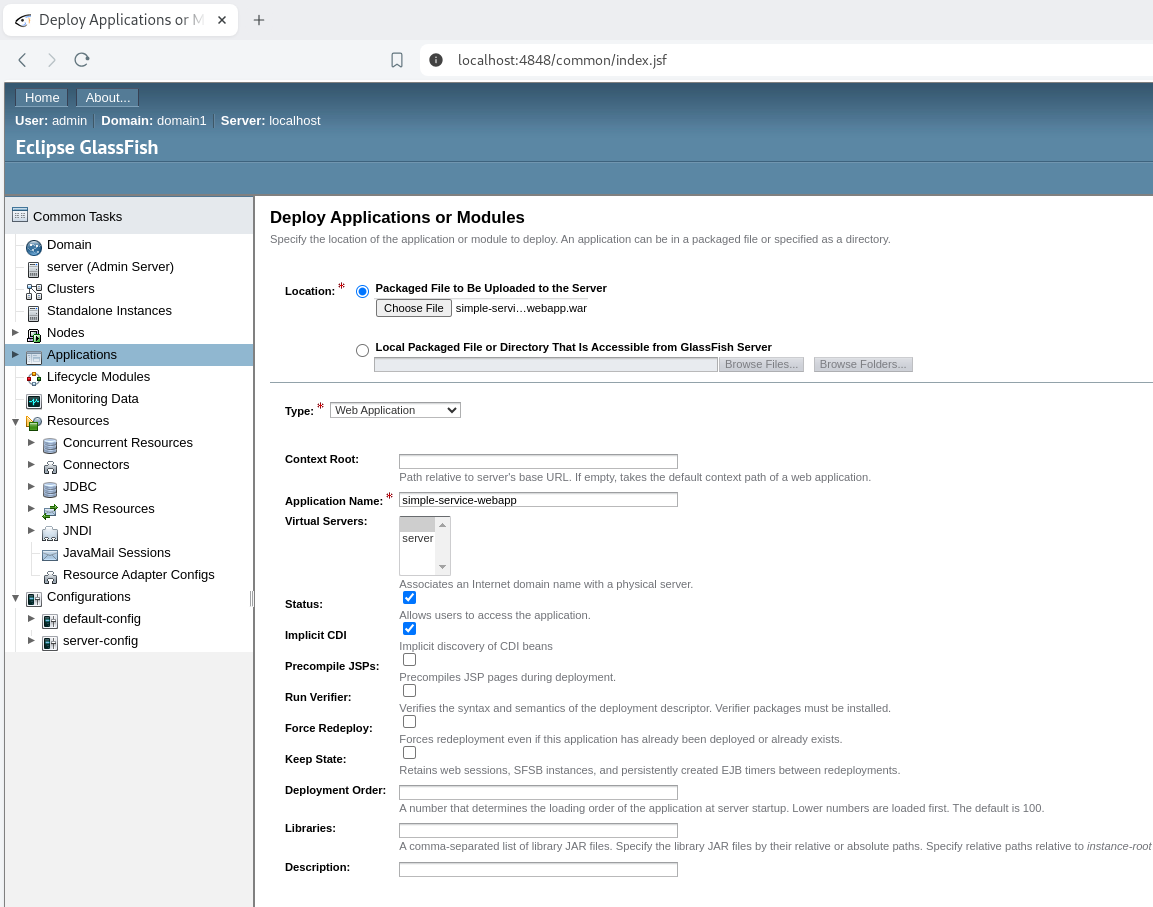 Deploy Applications or M
localhost:4848/common/index.jsf
Home About...
User: admin Domain: domain1 Server: localhost
Eclipse GlassFish
Common Tasks
Domain
server (Admin Server)
Clusters
Standalone Instances
Nodes
Applications
Lifecycle Modules
Monitoring Data
Resources
Concurrent Resources
Connectors
JDBC
JMS Resources
JNDI
JavaMail Sessions
Resource Adapter Configs
Configurations
default-config
server-config
Deploy Applications or Modules
Specify the location of the application or module to deploy. An application can be in a packaged file or specified as a directory.
Location: * Packaged File to Be Uploaded to the Server
Choose File simple-servi…webapp.war
Local Packaged File or Directory That Is Accessible from GlassFish Server
Browse Files... Browse Folders...
Type: * Web Application
Context Root:
Path relative to server's base URL. If empty, takes the default context path of a web application.
Application Name: * simple-service-webapp
Virtual Servers:
server
Associates an Internet domain name with a physical server.
Status:
Allows users to access the application.
Implicit CDI
Implicit discovery of CDI beans
Precompile JSPs:
Precompiles JSP pages during deployment.
Run Verifier:
Verifies the syntax and semantics of the deployment descriptor. Verifier packages must be installed.
Force Redeploy:
Forces redeployment even if this application has already been deployed or already exists.
Keep State:
Retains web sessions, SFSB instances, and persistently created EJB timers between redeployments.
Deployment Order:
A number that determines the loading order of the application at server startup. Lower numbers are loaded first. The default is 100.
Libraries:
A comma-separated list of library JAR files. Specify the library JAR files by their relative or absolute paths. Specify relative paths relative to instance-root
Description: